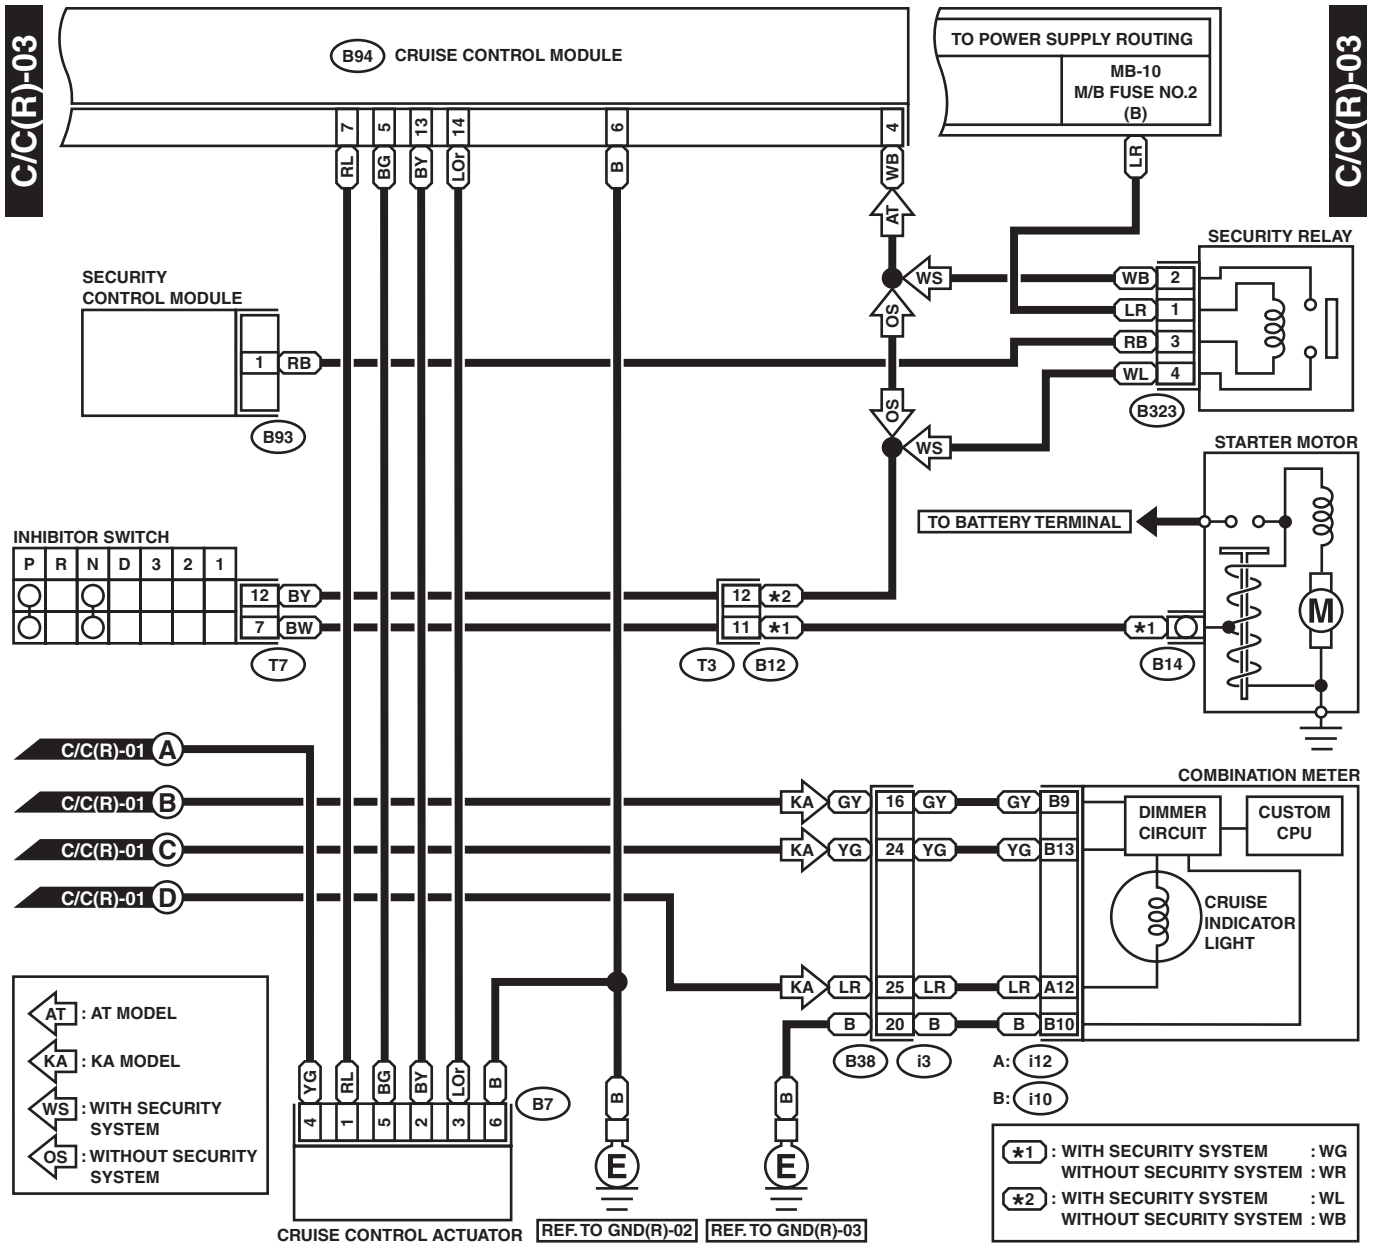 C/C(R)-03
B94 CRUISE CONTROL MODULE
TO POWER SUPPLY ROUTING
MB-10
M/B FUSE NO.2
(B)
C/C(R)-03
7 5 13 14 6 4
RL BG BY LOr B WB
LR
AT
SECURITY RELAY
WS WB 2
OS LR 1
RB 3
WL 4
B323
SECURITY
CONTROL MODULE
1 RB
B93
OS
WS
STARTER MOTOR
TO BATTERY TERMINAL
M
INHIBITOR SWITCH
P R N D 3 2 1
12 BY 12 *2
7 BW 11 *1 *1
T7 T3 B12 B14
C/C(R)-01 A
C/C(R)-01 B
C/C(R)-01 C
C/C(R)-01 D
COMBINATION METER
KA GY 16 GY GY B9
KA YG 24 YG YG B13
KA LR 25 LR LR A12
B 20 B B B10
DIMMER
CIRCUIT
CUSTOM
CPU
CRUISE
INDICATOR
LIGHT
B38 i3 A: i12
B: i10
AT : AT MODEL
KA : KA MODEL
WS : WITH SECURITY
SYSTEM
OS : WITHOUT SECURITY
SYSTEM
YG RL BG BY LOr B
4 1 5 2 3 6
B7
CRUISE CONTROL ACTUATOR
B
E
REF. TO GND(R)-02
B
E
REF. TO GND(R)-03
*1 : WITH SECURITY SYSTEM : WG
WITHOUT SECURITY SYSTEM : WR
*2 : WITH SECURITY SYSTEM : WL
WITHOUT SECURITY SYSTEM : WB